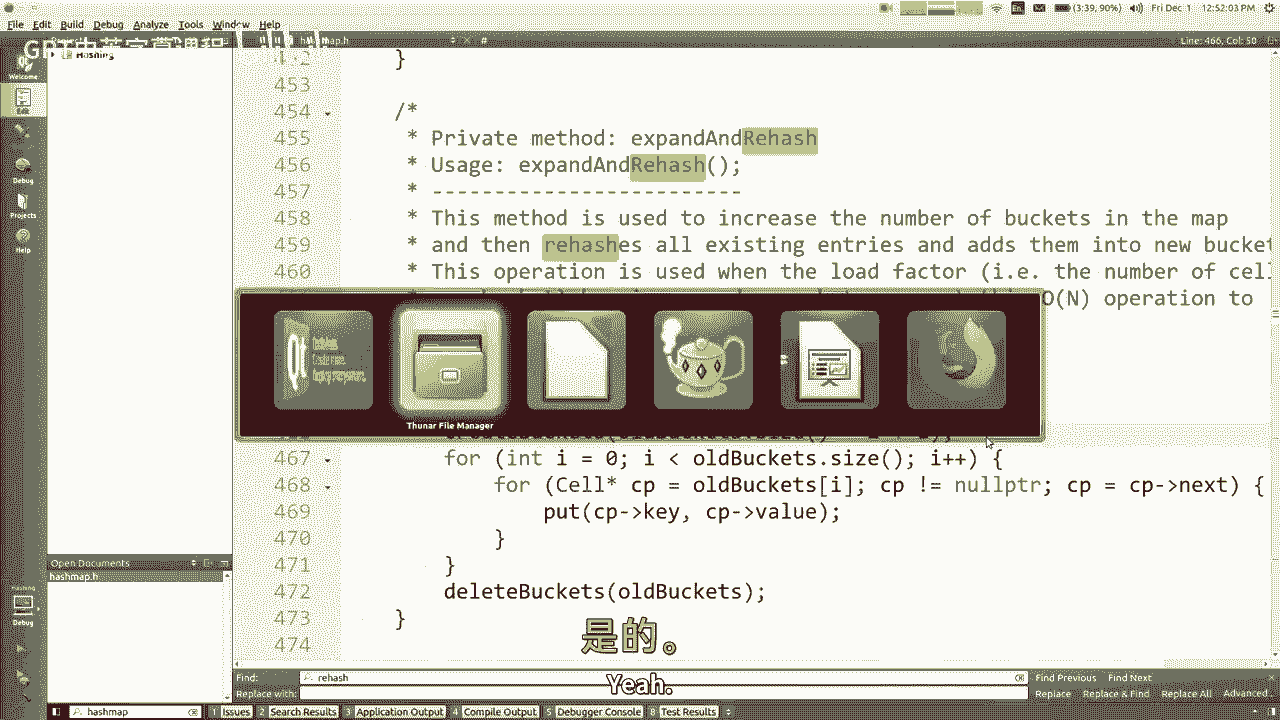 File Edit Build Debug Analyze Tools Window Help
(3:39, 90%) Fri Dec 1 12:52:03 PM
GPT中英字幕课程
Line: 466, Col: 50
Hashing
Welcome
Edit
Debug
Projects
Help
452 }
453
454 /*
455 * Private method: expandAndRehash
456 * Usage: expandAndRehash();
457 * --------------------------
458 * This method is used to increase the number of buckets in the map
459 * and then rehashes all existing entries and adds them into new bucket
460 * This operation is used when the load factor (i.e. the number of cell
O(N) operation to
Thunar File Manager
467 for (int i = 0; i < oldBuckets.size(); i++) {
468 for (Cell* cp = oldBuckets[i]; cp != nullptr; cp = cp->next) {
469 put(cp->key, cp->value);
470 }
471 }
472 deleteBuckets(oldBuckets);
473 }
474
Open Documents
hashmap.h
Hashing
Debug
是的。
Yeah.
Find: rehash Find Previous Find Next
Replace with: Replace Replace & Find Replace All Advanced...
hashmap 1 Issues 2 Search Results 3 Application Output 4 Compile Output 5 Debugger Console 8 Test Results